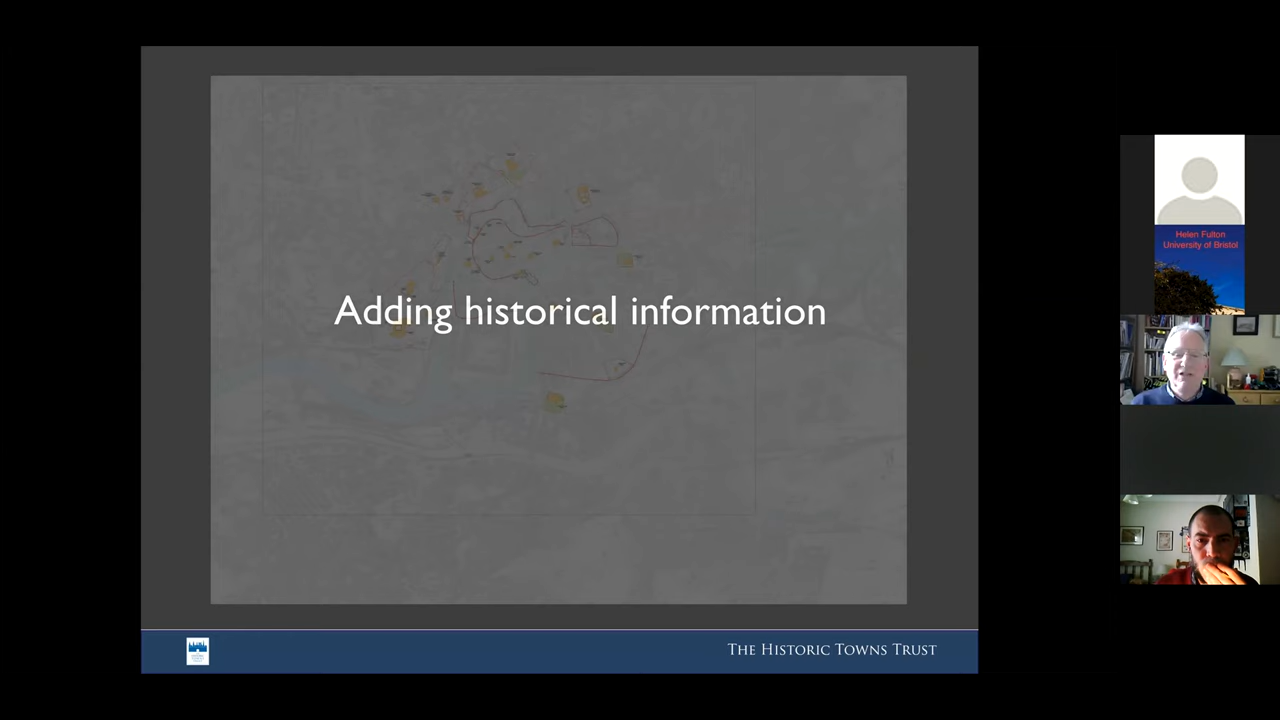 Adding historical information
THE HISTORIC TOWNS TRUST
Helen Fulton
University of Bristol